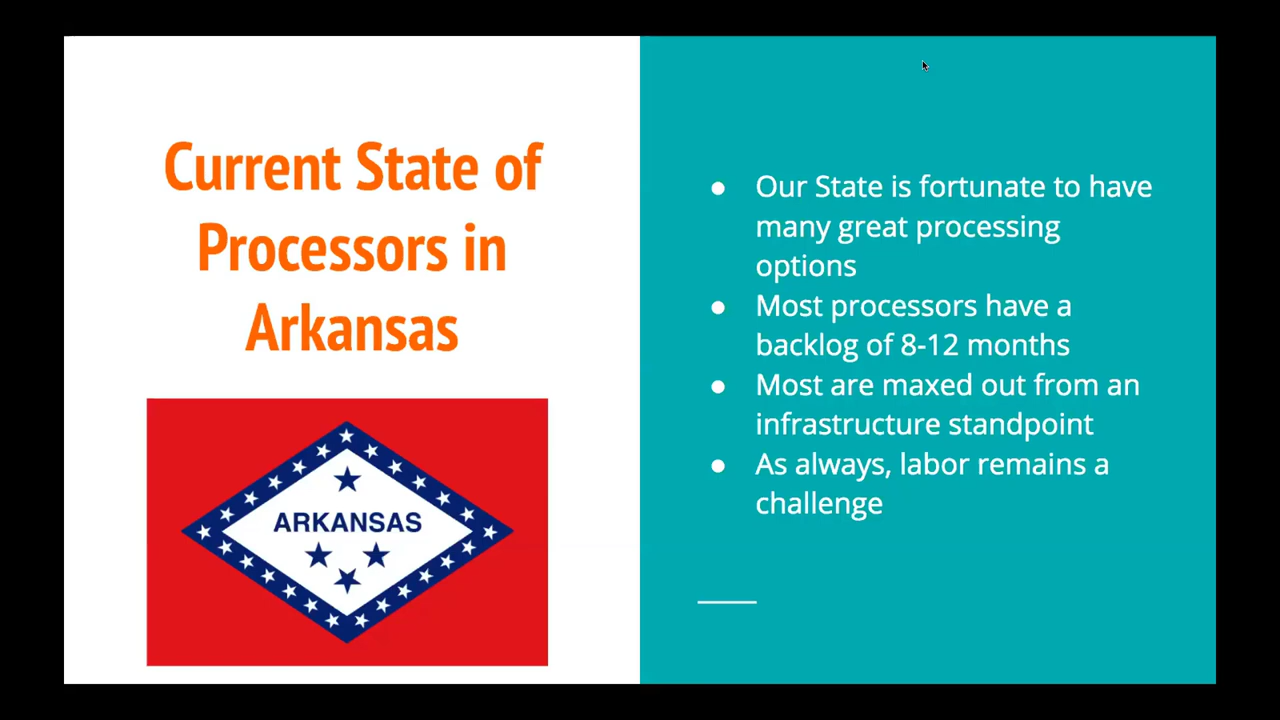 Current State of
Processors in
Arkansas
ARKANSAS
● Our State is fortunate to have
many great processing
options
● Most processors have a
backlog of 8-12 months
● Most are maxed out from an
infrastructure standpoint
● As always, labor remains a
challenge